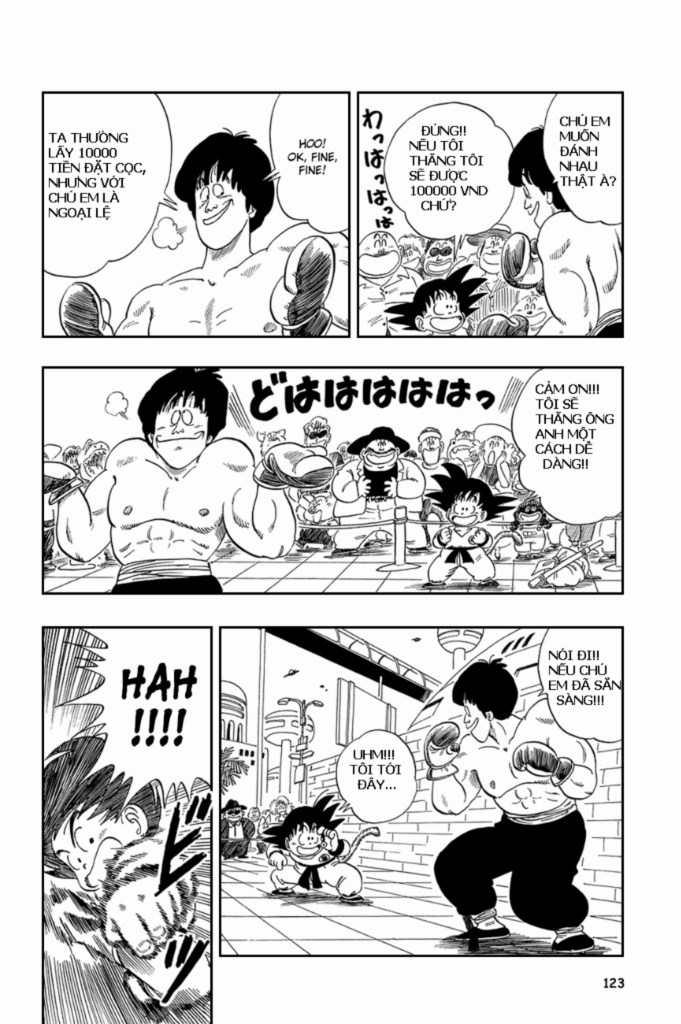 CHÚ EM
MUỐN
ĐÁNH
NHAU
THẬT À?
ĐÚNG!!
NẾU TÔI
THẮNG TÔI
SẼ ĐƯỢC
100000 VND
CHỨ?
わっはっはっは
HOO!
OK, FINE,
FINE!
TA THƯỜNG
LẤY 10000
TIỀN ĐẶT CỌC,
NHƯNG VỚI
CHÚ EM LÀ
NGOẠI LỆ
CẢM ƠN!!!
TÔI SẼ
THẮNG ÔNG
ANH MỘT
CÁCH DỄ
DÀNG!!
どはははははっ
NÓI ĐI!!
NẾU CHÚ
EM ĐÃ SẴN
SÀNG!!!
UHM!!!
TÔI TỚI
ĐÂY...
HAH
!!!!
ビッ
123